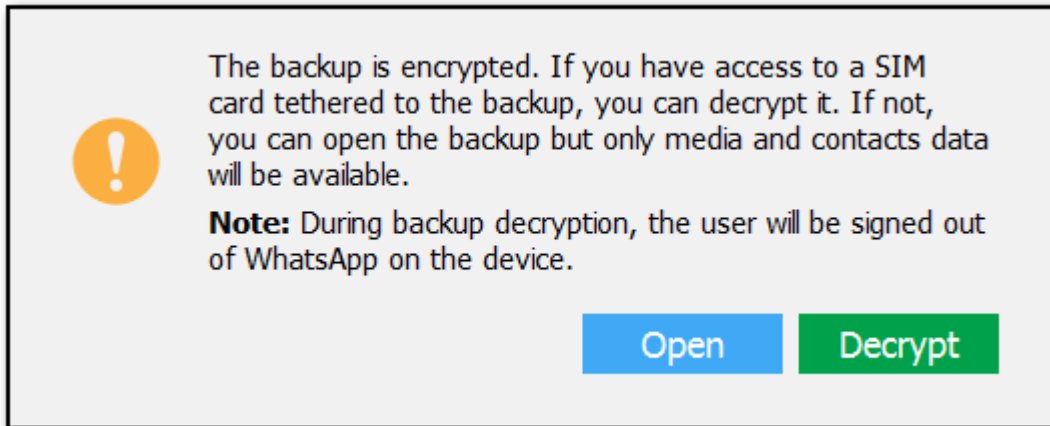 The backup is encrypted. If you have access to a SIM
card tethered to the backup, you can decrypt it. If not,
you can open the backup but only media and contacts data
will be available.
Note: During backup decryption, the user will be signed out
of WhatsApp on the device.
Open Decrypt